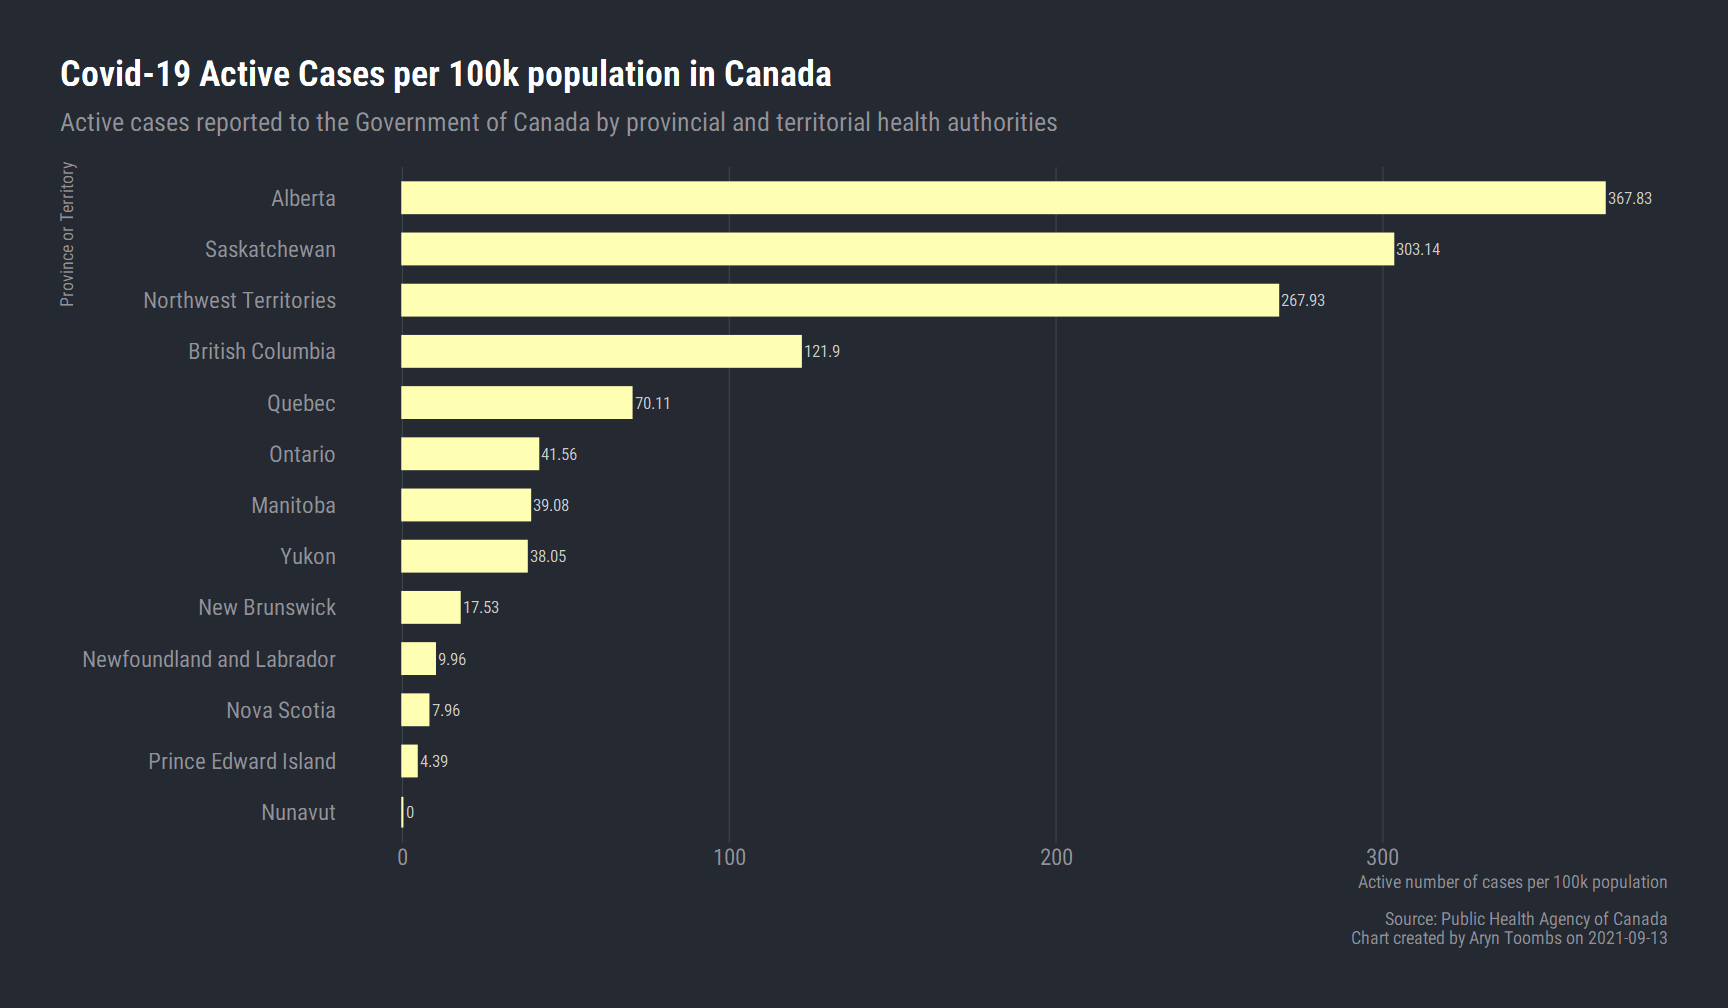 Covid-19 Active Cases per 100k population in Canada
Active cases reported to the Government of Canada by provincial and territorial health authorities
Province or Territory
Alberta 367.83
Saskatchewan 303.14
Northwest Territories 267.93
British Columbia 121.9
Quebec 70.11
Ontario 41.56
Manitoba 39.08
Yukon 38.05
New Brunswick 17.53
Newfoundland and Labrador 9.96
Nova Scotia 7.96
Prince Edward Island 4.39
Nunavut 0
0 100 200 300
Active number of cases per 100k population
Source: Public Health Agency of Canada
Chart created by Aryn Toombs on 2021-09-13